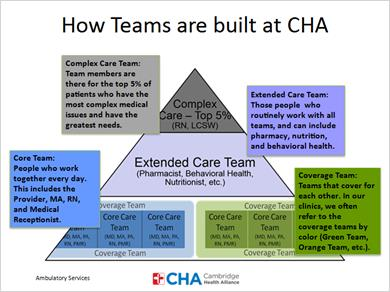 How Teams are built at CHA
Complex Care Team:
Team members are
there for the top 5% of
patients who have the
most complex medical
issues and have the
greatest needs.
Extended Care Team:
Those people who
routinely work with all
teams, and can include
pharmacy, nutrition,
and behavioral health.
Complex
Care – Top 5%
(RN, LCSW)
Core Team:
People who work
together every day.
This includes the
Provider, MA, RN,
and Medical
Receptionist.
Extended Care Team
(Pharmacist, Behavioral Health,
Nutritionist, etc.)
Coverage Team:
Teams that cover for
each other. In our
clinics, we often
refer to the
coverage teams by
color (Green Team,
Orange Team, etc.).
Coverage Team
Core Care
Team
(MD, MA, PA,
RN, PMR)
Core Care
Team
(MD, MA, PA,
RN, PMR)
Core Care
Team
(MD, MA, PA,
RN, PMR)
Coverage Team
Coverage Team
Core Care
Team
(MD, MA, PA,
RN, PMR)
Core Care
Team
(MD, MA, PA,
RN, PMR)
Coverage Team
Ambulatory Services
CHA Cambridge
Health Alliance